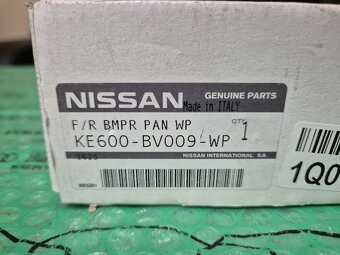 NISSAN
GENUINE PARTS
Made in ITALY
F/R BMPR PAN WP
QTY 1
KE600-BV009-WP
NISSAN INTERNATIONAL SA.
1Q0